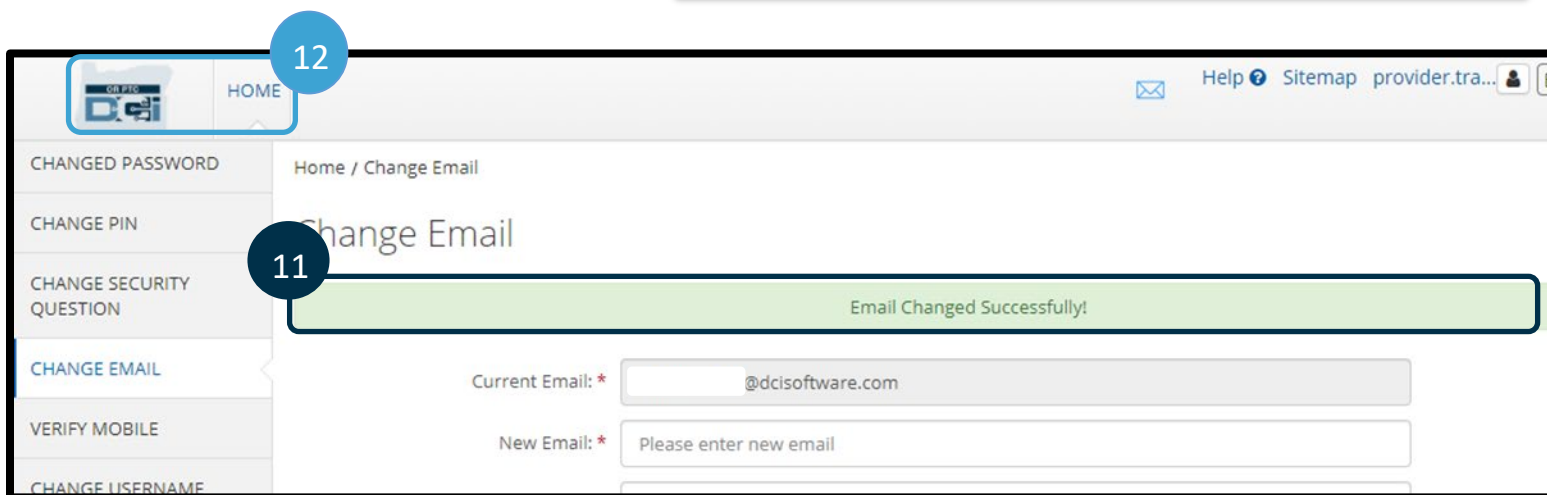 12
OR PTC
DCi
HOME
Help ? Sitemap provider.tra...
CHANGED PASSWORD
Home / Change Email
CHANGE PIN
Change Email
11
CHANGE SECURITY
QUESTION
Email Changed Successfully!
CHANGE EMAIL
Current Email: * @dcisoftware.com
VERIFY MOBILE
New Email: * Please enter new email
CHANGE USERNAME